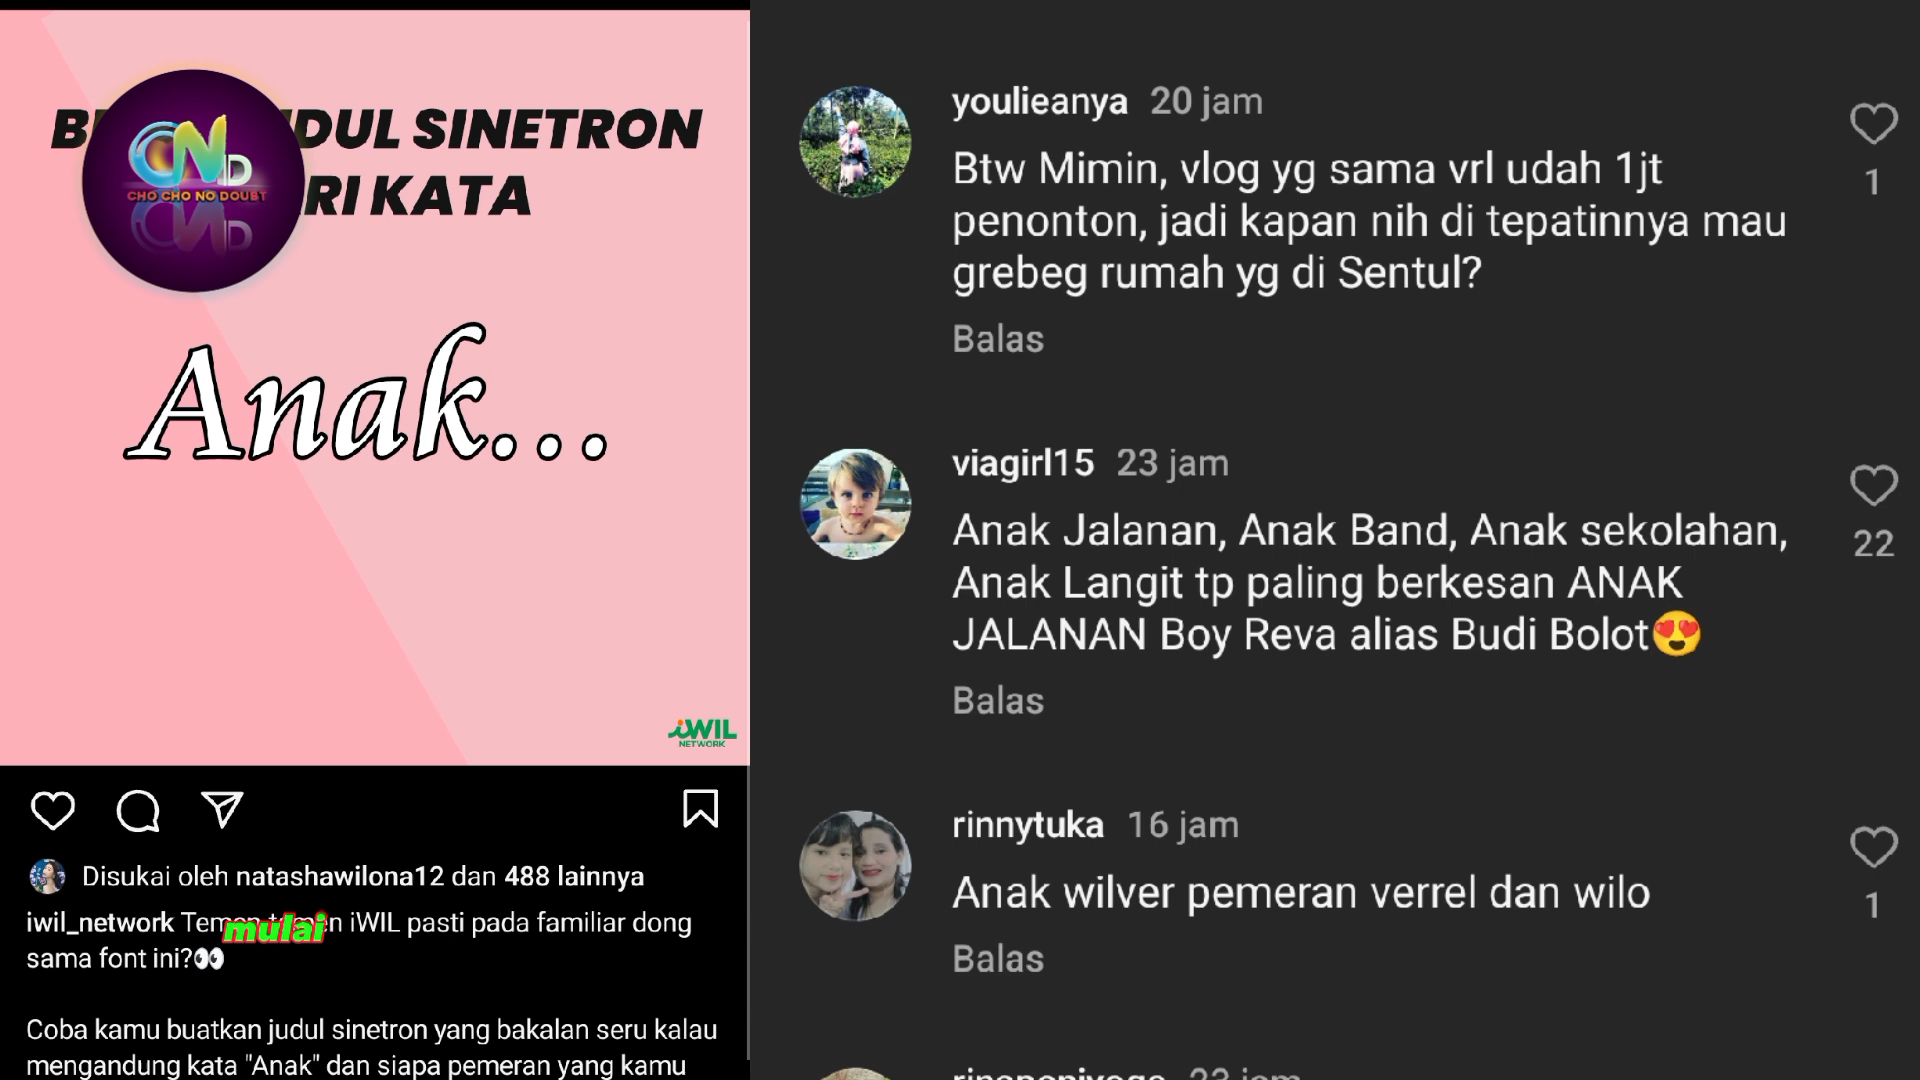 JUDUL SINETRON
RI KATA
CND
CHO CHO NO DOUBT
Anak...
iWIL
NETWORK
Disukai oleh natashawilona12 dan 488 lainnya
iwil_network iWIL pasti pada familiar dong
mulai
sama font ini?👀
Coba kamu buatkan judul sinetron yang bakalan seru kalau
mengandung kata "Anak" dan siapa pemeran yang kamu
youlieanya 20 jam
Btw Mimin, vlog yg sama vrl udah 1jt
penonton, jadi kapan nih di tepatinnya mau
grebeg rumah yg di Sentul?
1
Balas
viagirl15 23 jam
Anak Jalanan, Anak Band, Anak sekolahan,
Anak Langit tp paling berkesan ANAK
JALANAN Boy Reva alias Budi Bolot😍
22
Balas
rinnytuka 16 jam
Anak wilver pemeran verrel dan wilo
1
Balas
23 jam